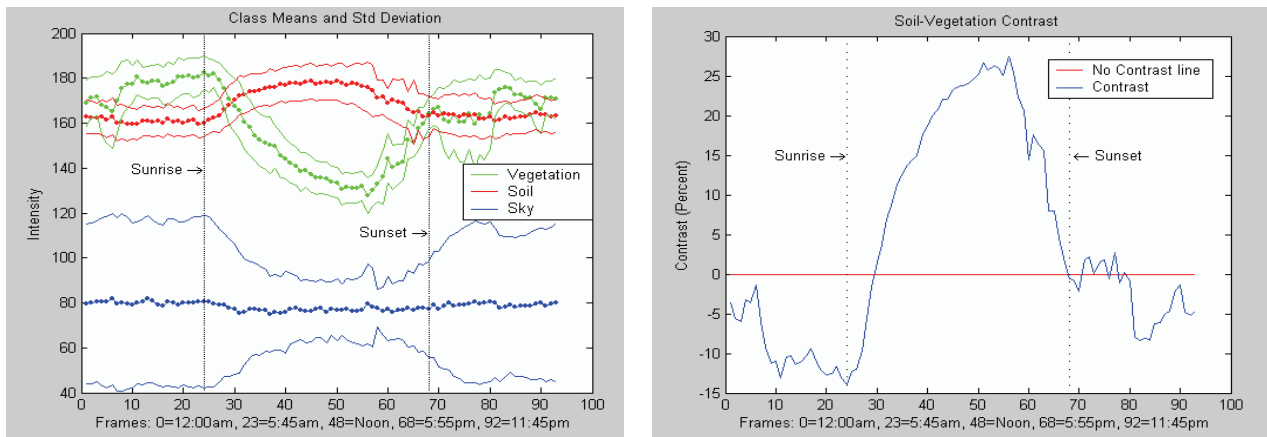 Class Means and Std Deviation
200
180
160
140
120
100
80
60
40
Intensity
Sunrise →
Sunset →
Vegetation
Soil
Sky
0 10 20 30 40 50 60 70 80 90 100
Frames: 0=12:00am, 23=5:45am, 48=Noon, 68=5:55pm, 92=11:45pm
Soil-Vegetation Contrast
30
25
20
15
10
5
0
-5
-10
-15
Contrast (Percent)
No Contrast line
Contrast
Sunrise →
← Sunset
0 10 20 30 40 50 60 70 80 90 100
Frames: 0=12:00am, 23=5:45am, 48=Noon, 68=5:55pm, 92=11:45pm